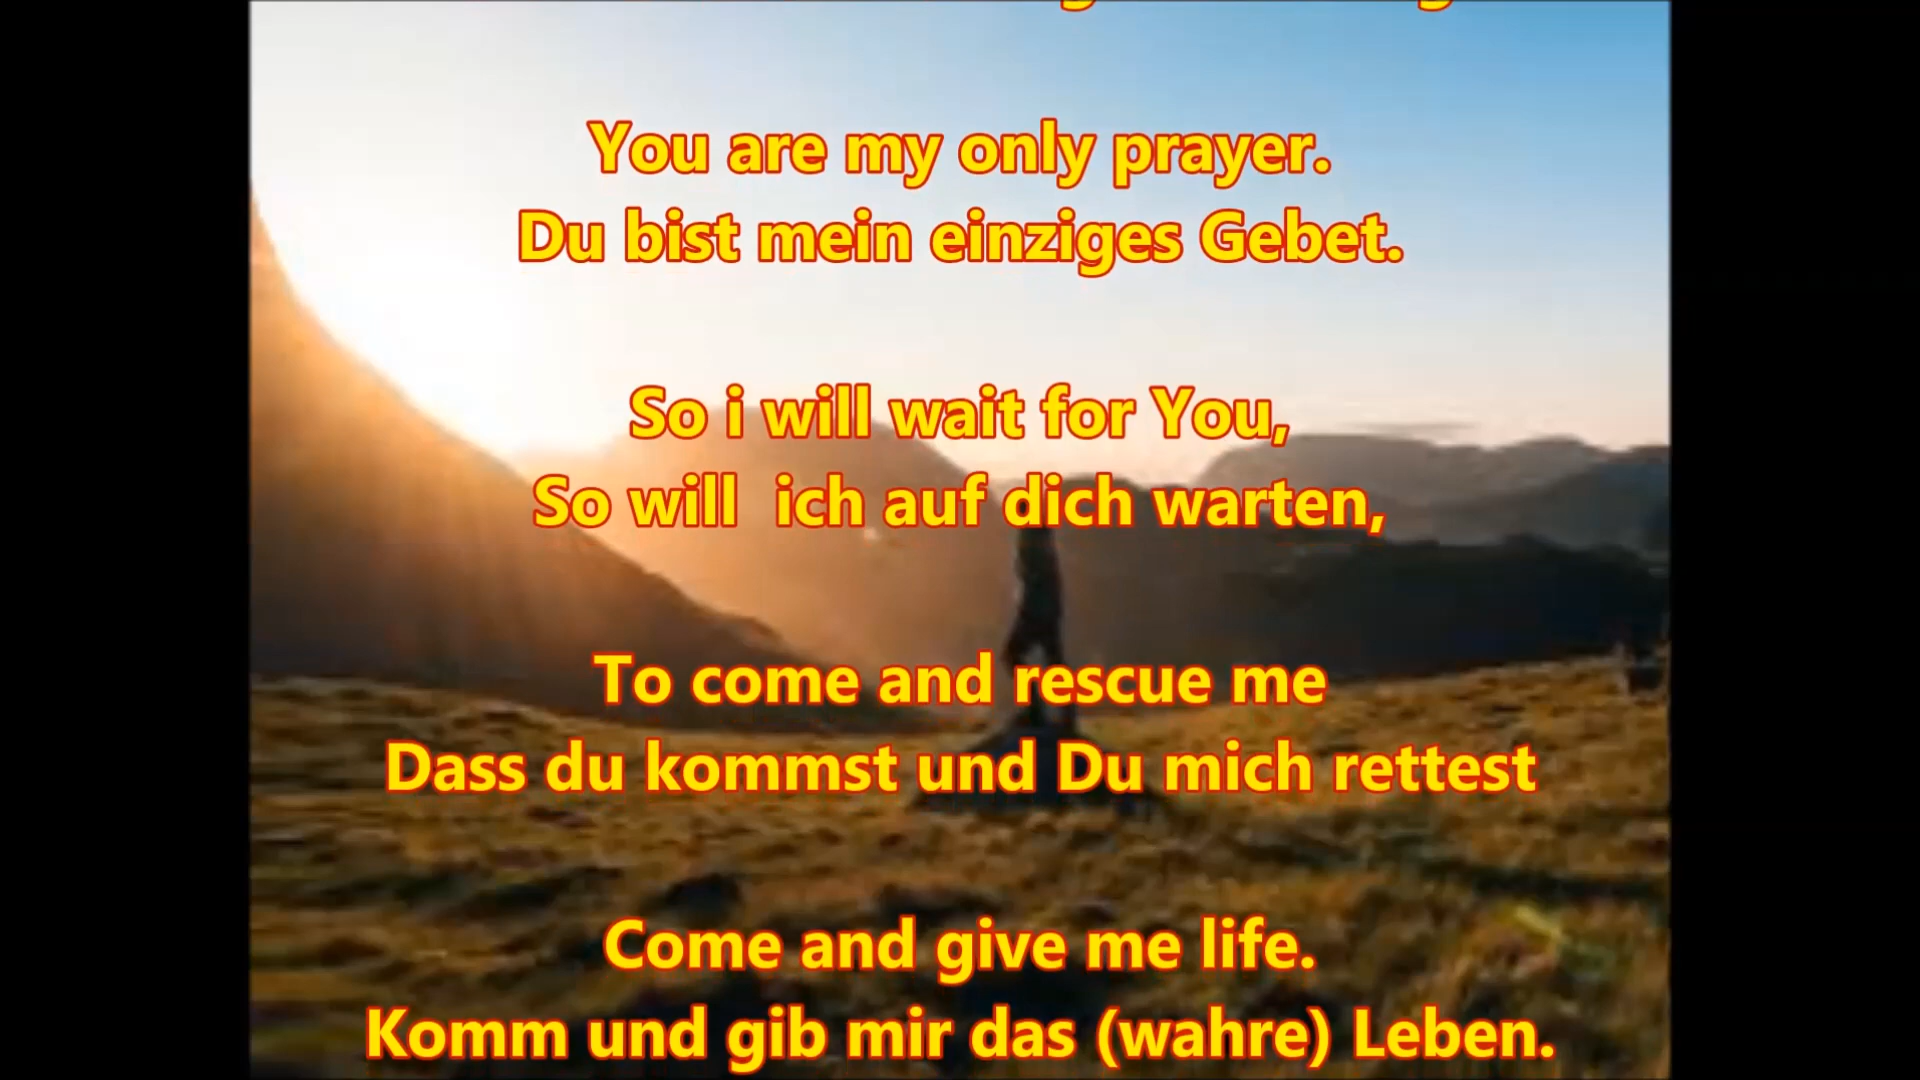 You are my only prayer.
Du bist mein einziges Gebet.
So i will wait for You,
So will  ich auf dich warten,
To come and rescue me
Dass du kommst und Du mich rettest
Come and give me life.
Komm und gib mir das (wahre) Leben.